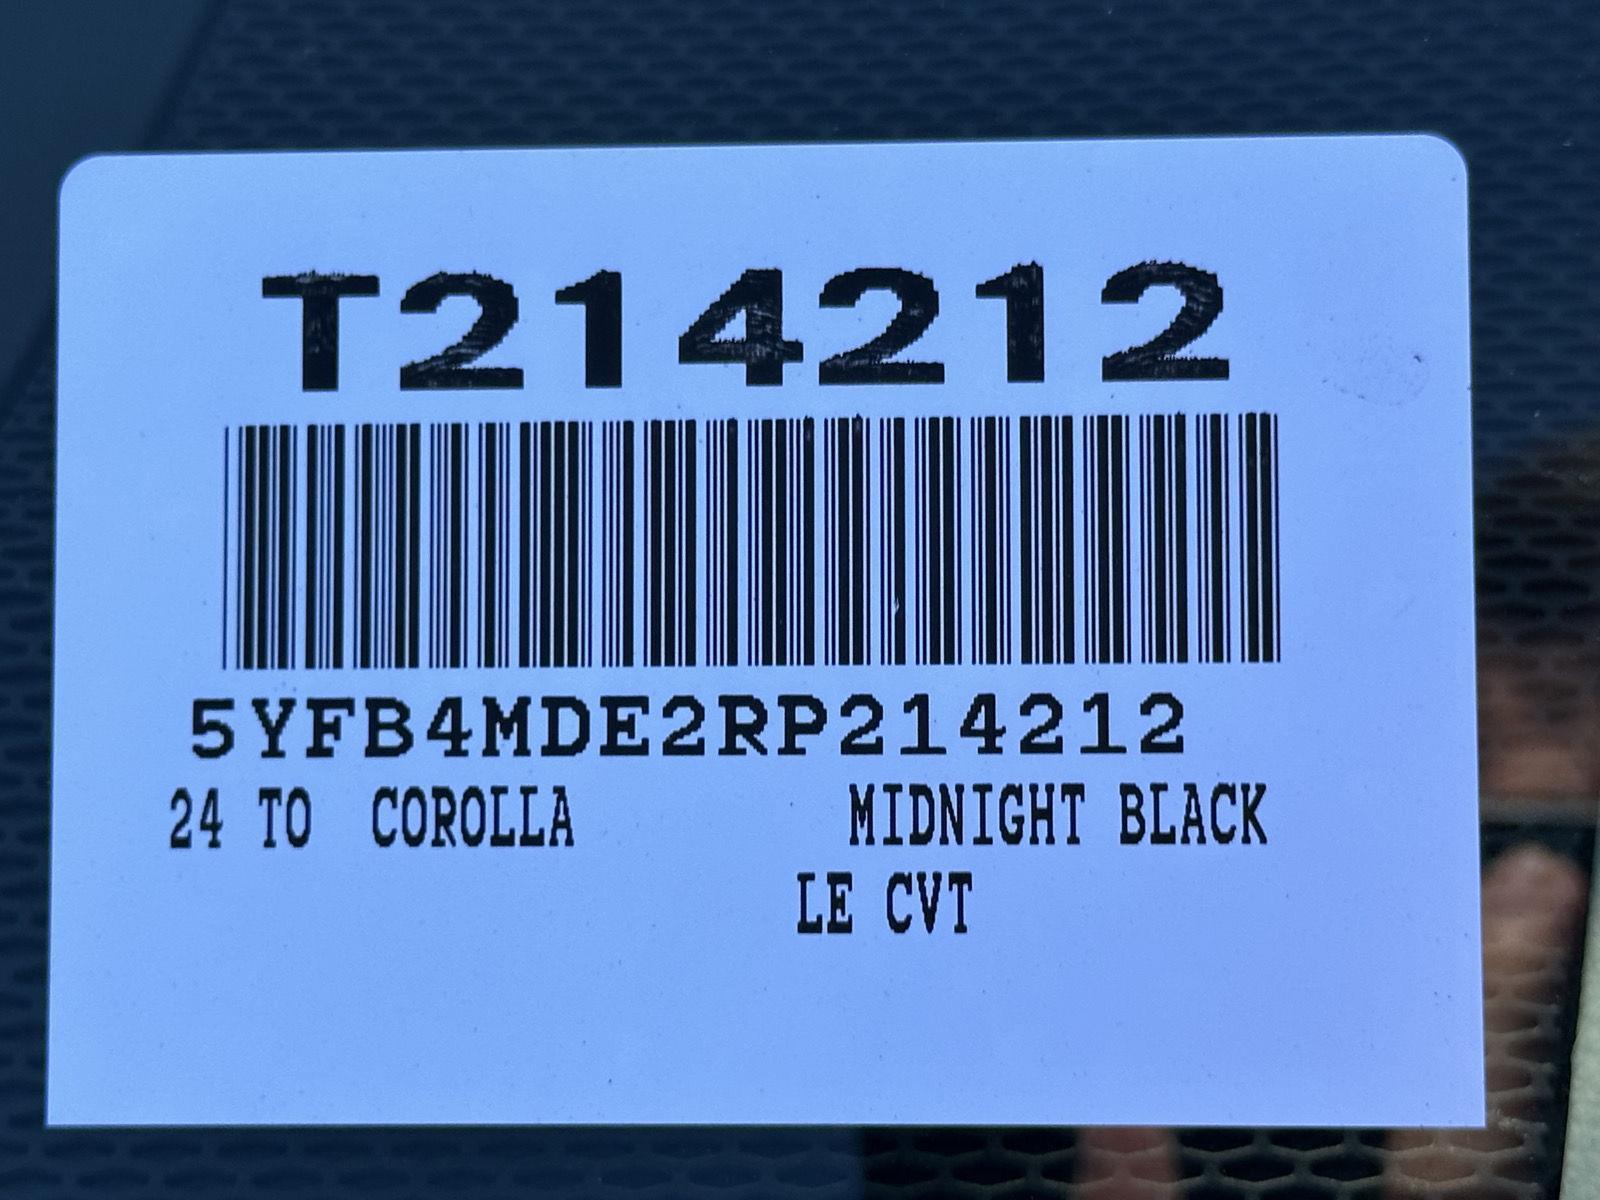 T214212
5YFB4MDE2RP214212
24 TO COROLLA MIDNIGHT BLACK
LE CVT